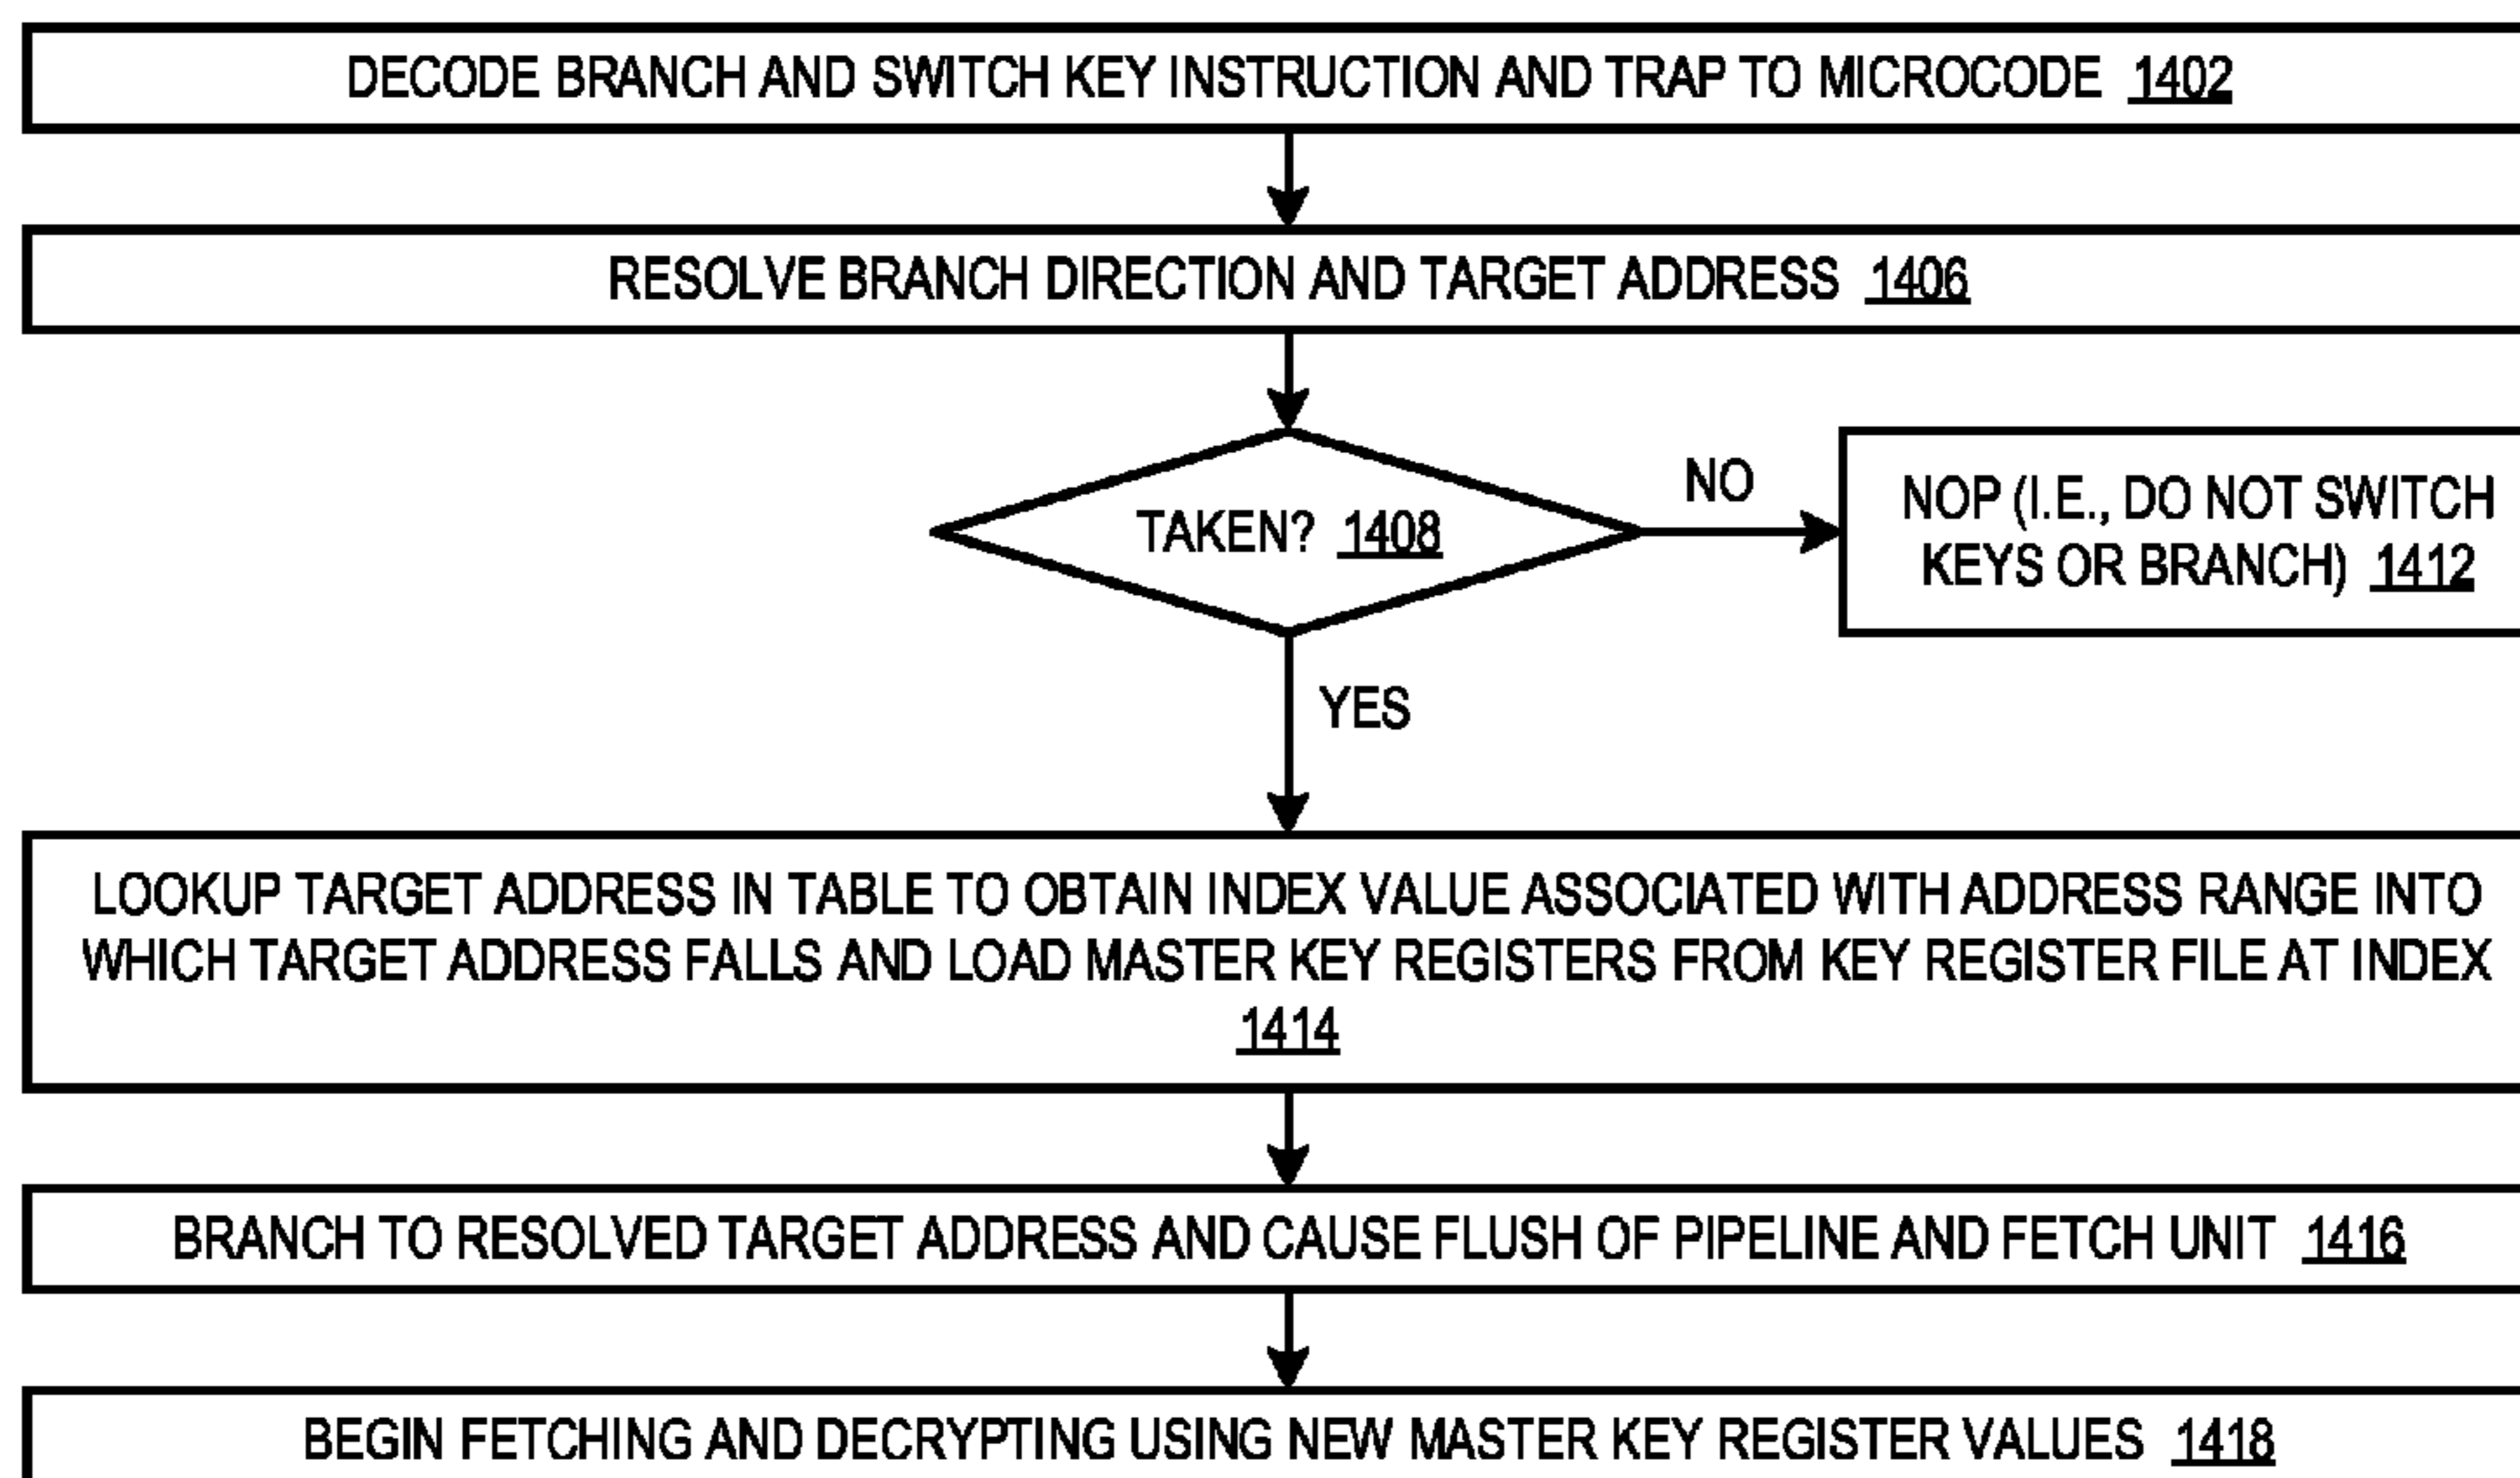 DECODE BRANCH AND SWITCH KEY INSTRUCTION AND TRAP TO MICROCODE 1402
RESOLVE BRANCH DIRECTION AND TARGET ADDRESS 1406
TAKEN? 1408
NO
NOP (I.E., DO NOT SWITCH
KEYS OR BRANCH) 1412
YES
LOOKUP TARGET ADDRESS IN TABLE TO OBTAIN INDEX VALUE ASSOCIATED WITH ADDRESS RANGE INTO
WHICH TARGET ADDRESS FALLS AND LOAD MASTER KEY REGISTERS FROM KEY REGISTER FILE AT INDEX
1414
BRANCH TO RESOLVED TARGET ADDRESS AND CAUSE FLUSH OF PIPELINE AND FETCH UNIT 1416
BEGIN FETCHING AND DECRYPTING USING NEW MASTER KEY REGISTER VALUES 1418